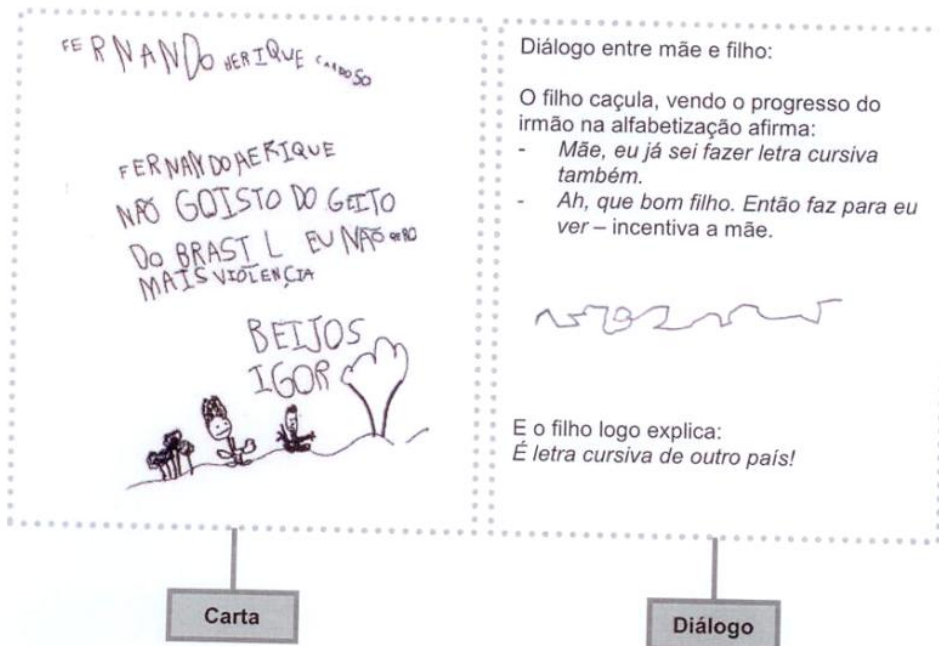 FERNANDO HERIQUE CARDOSO
FERNANDO HERIQUE
NÃO GOISTO DO GEITO
DO BRASIL EU NÃO QERO
MAIS VIOLENÇIA
BEIJOS
IGOR
Carta
Diálogo entre mãe e filho:
O filho caçula, vendo o progresso do
irmão na alfabetização afirma:
- Mãe, eu já sei fazer letra cursiva
também.
- Ah, que bom filho. Então faz para eu
ver – incentiva a mãe.
E o filho logo explica:
É letra cursiva de outro país!
Diálogo